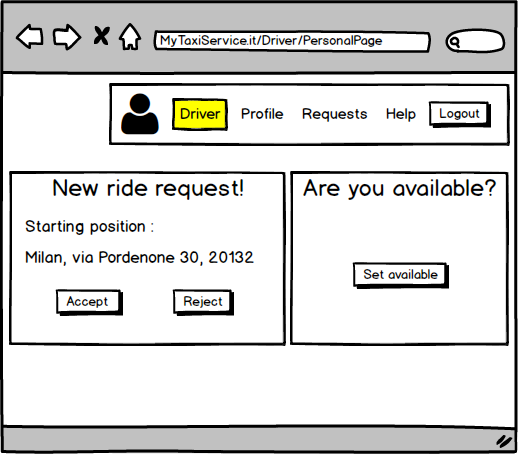 MyTaxiService.it/Driver/PersonalPage
Driver Profile Requests Help Logout
New ride request!
Starting position :
Milan, via Pordenone 30, 20132
Accept Reject
Are you available?
Set available